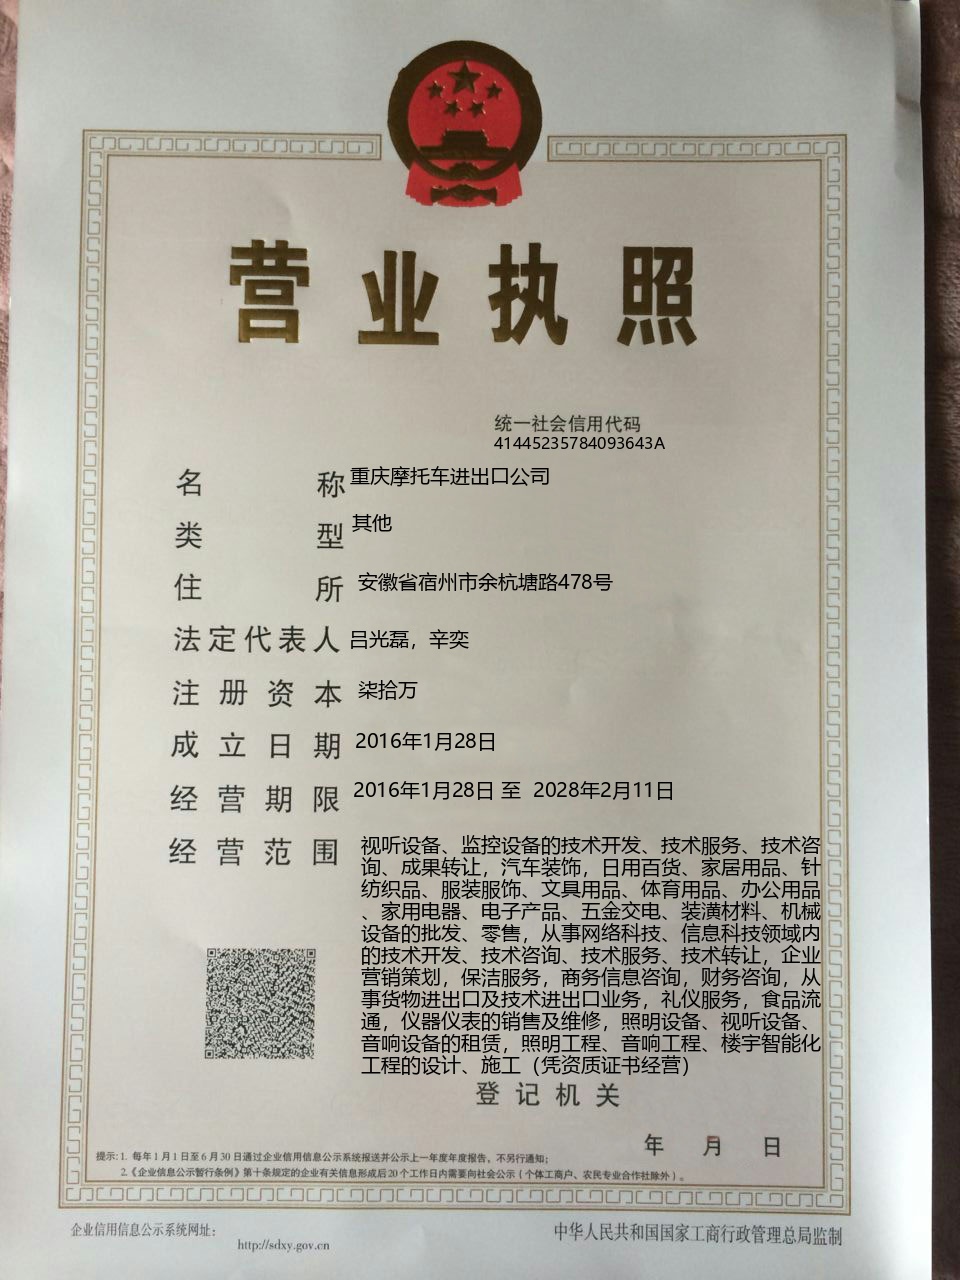 营业执照
统一社会信用代码
41445235784093643A
名称 重庆摩托车进出口公司
类型 其他
住所 安徽省宿州市余杭塘路478号
法定代表人 吕光磊，辛奕
注册资本 柒拾万
成立日期 2016年1月28日
经营期限 2016年1月28日 至 2028年2月11日
经营范围 视听设备、监控设备的技术开发、技术服务、技术咨
询、成果转让，汽车装饰，日用百货、家居用品、针
纺织品、服装服饰、文具用品、体育用品、办公用品
、家用电器、电子产品、五金交电、装潢材料、机械
设备的批发、零售，从事网络科技、信息科技领域内
的技术开发、技术咨询、技术服务、技术转让，企业
营销策划，保洁服务，商务信息咨询，财务咨询，从
事货物进出口及技术进出口业务，礼仪服务，食品流
通，仪器仪表的销售及维修，照明设备、视听设备、
音响设备的租赁，照明工程、音响工程、楼宇智能化
工程的设计、施工（凭资质证书经营）
登记机关
年 月 日
提示：1. 每年1月1日至6月30日通过企业信用信息公示系统报送并公示上一年度年度报告，不另行通知；
2.《企业信息公示暂行条例》第十条规定的企业有关信息形成后20个工作日内需要向社会公示（个体工商户、农民专业合作社除外）。
企业信用信息公示系统网址：
http://sdxy.gov.cn
中华人民共和国国家工商行政管理总局监制